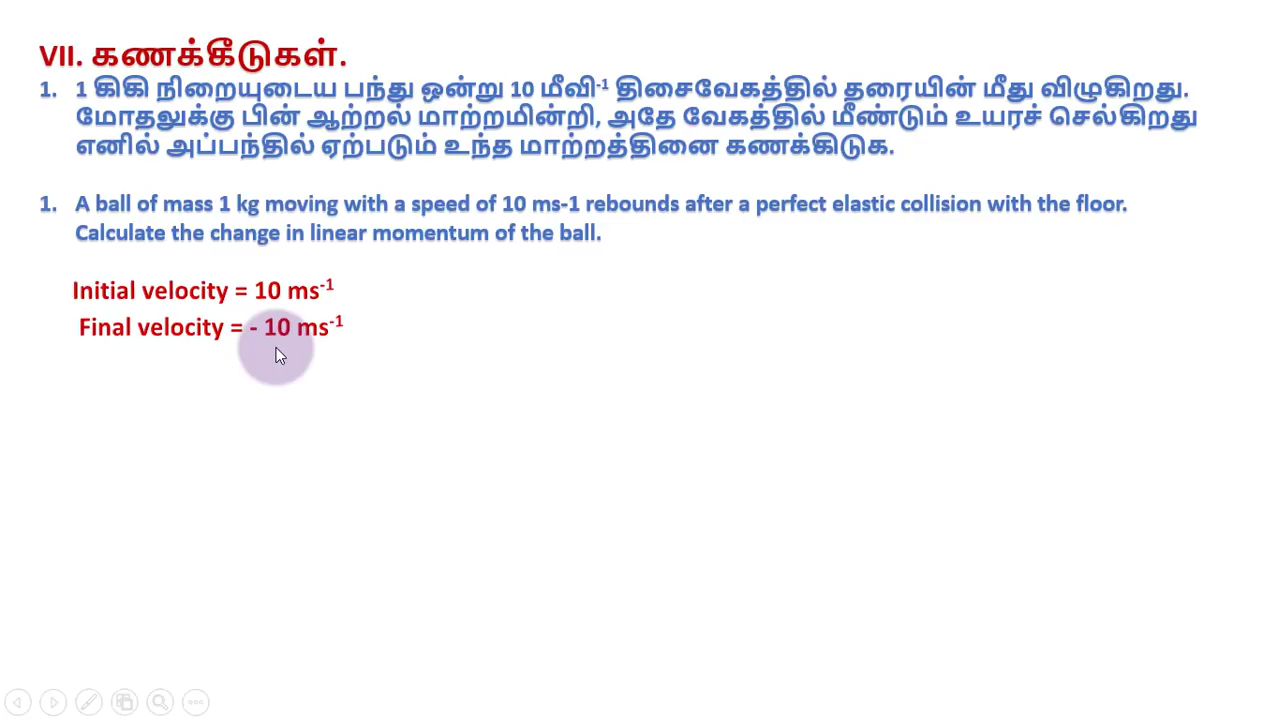 VII. கணக்கீடுகள்.
1. 1 கிகி நிறையுடைய பந்து ஒன்று 10 மீவி⁻¹ திசைவேகத்தில் தரையின் மீது விழுகிறது.
மோதலுக்கு பின் ஆற்றல் மாற்றமின்றி, அதே வேகத்தில் மீண்டும் உயரச் செல்கிறது
எனில் அப்பந்தில் ஏற்படும் உந்த மாற்றத்தினை கணக்கிடுக.
1. A ball of mass 1 kg moving with a speed of 10 ms-1 rebounds after a perfect elastic collision with the floor.
Calculate the change in linear momentum of the ball.
Initial velocity = 10 ms⁻¹
Final velocity = - 10 ms⁻¹